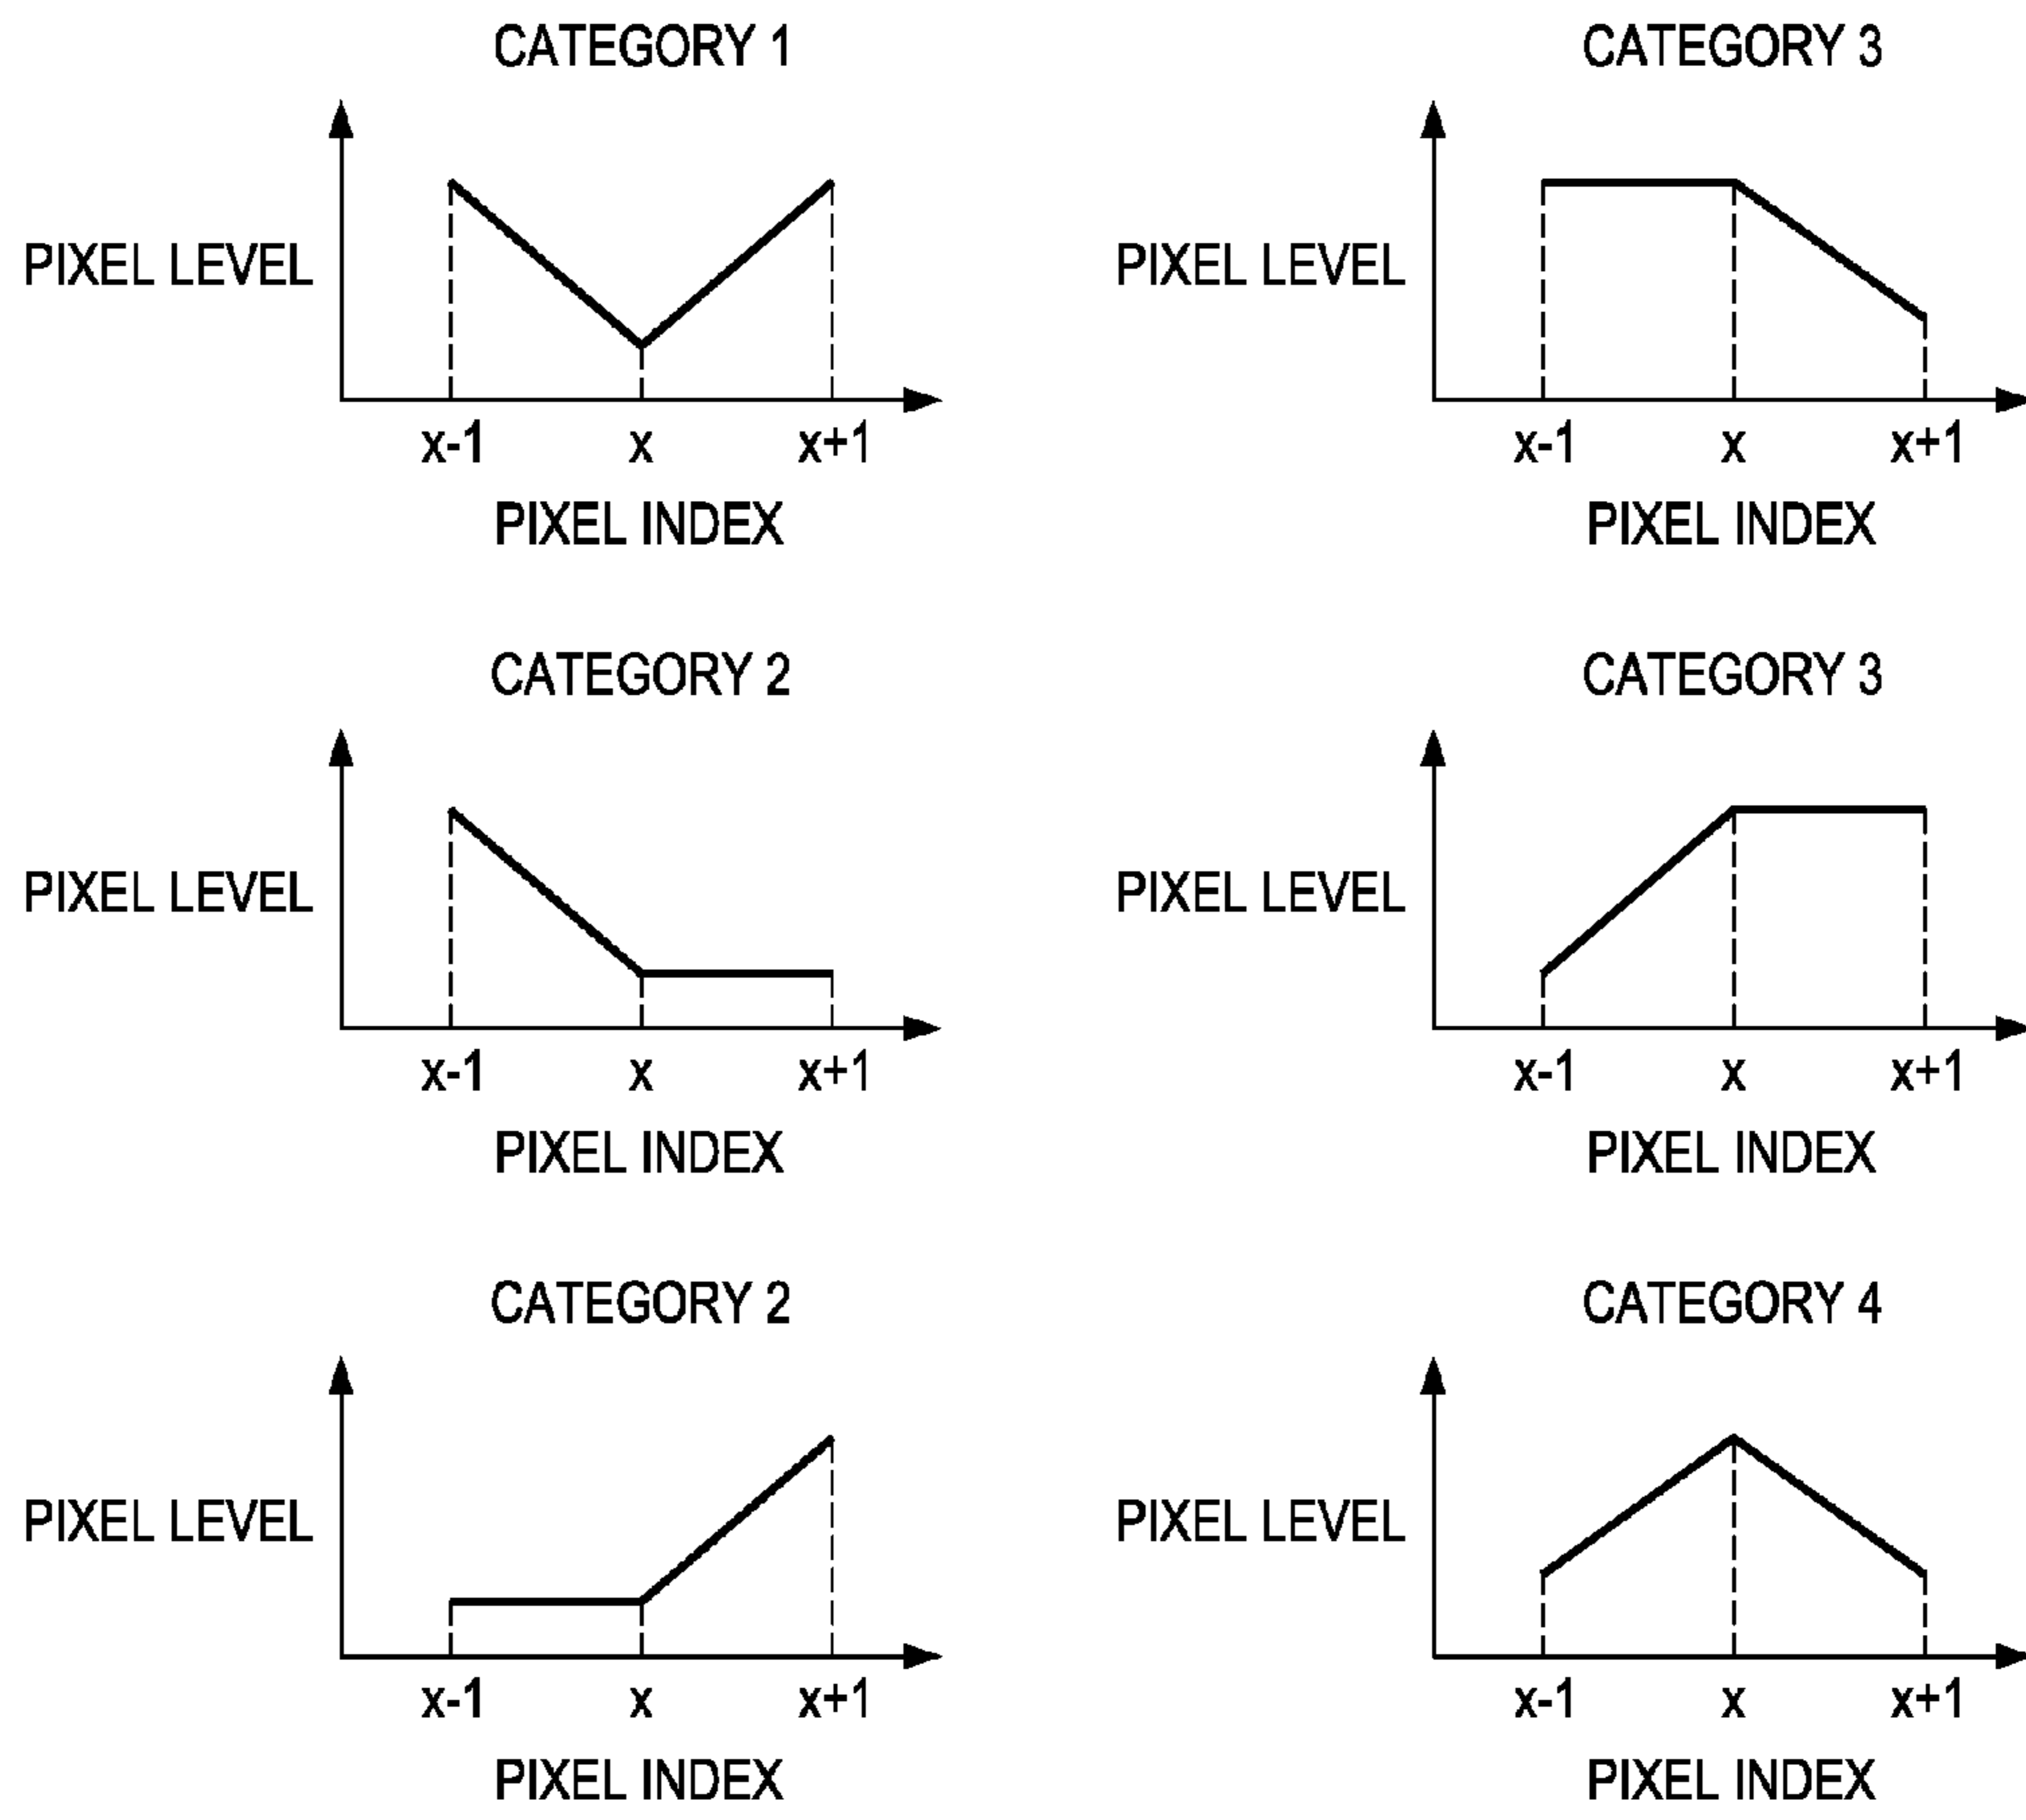 CATEGORY 1
PIXEL LEVEL
x-1 x x+1
PIXEL INDEX
CATEGORY 3
PIXEL LEVEL
x-1 x x+1
PIXEL INDEX
CATEGORY 2
PIXEL LEVEL
x-1 x x+1
PIXEL INDEX
CATEGORY 3
PIXEL LEVEL
x-1 x x+1
PIXEL INDEX
CATEGORY 2
PIXEL LEVEL
x-1 x x+1
PIXEL INDEX
CATEGORY 4
PIXEL LEVEL
x-1 x x+1
PIXEL INDEX